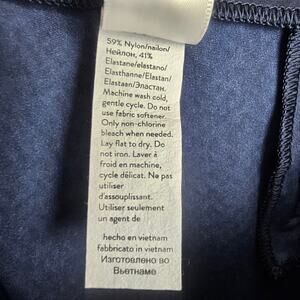 59% Nylon/nailon/
Нейлон, 41%
Elastane/elastano/
Elasthanne/Elastan/
Elastaan/Эластан.
Machine wash cold,
gentle cycle. Do not
use fabric softener.
Only non-chlorine
bleach when needed.
Lay flat to dry. Do
not iron. Laver à
froid en machine,
cycle délicat. Ne pas
utiliser
d'assouplissant.
Utiliser seulement
un agent de
hecho en vietnam
fabbricato in vietnam
Изготовлено во
Вьетнаме